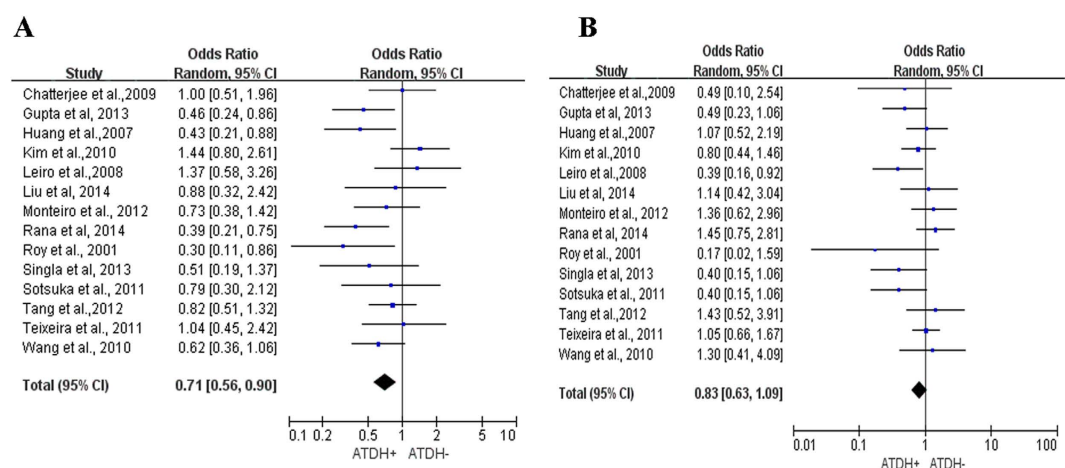 A
Odds Ratio
Study Random, 95% CI
Odds Ratio
Random, 95% CI
Chatterjee et al.,2009 1.00 [0.51, 1.96]
Gupta et al, 2013 0.46 [0.24, 0.86]
Huang et al.,2007 0.43 [0.21, 0.88]
Kim et al.,2010 1.44 [0.80, 2.61]
Leiro et al.,2008 1.37 [0.58, 3.26]
Liu et al, 2014 0.88 [0.32, 2.42]
Monteiro et al., 2012 0.73 [0.38, 1.42]
Rana et al., 2014 0.39 [0.21, 0.75]
Roy et al., 2001 0.30 [0.11, 0.86]
Singla et al, 2013 0.51 [0.19, 1.37]
Sotsuka et al., 2011 0.79 [0.30, 2.12]
Tang et al.,2012 0.82 [0.51, 1.32]
Teixeira et al., 2011 1.04 [0.45, 2.42]
Wang et al., 2010 0.62 [0.36, 1.06]
Total (95% CI) 0.71 [0.56, 0.90]
0.1 0.2 0.5 1 2 5 10
ATDH+ ATDH-
B
Odds Ratio
Study Random, 95% CI
Odds Ratio
Random, 95% CI
Chatterjee et al.,2009 0.49 [0.10, 2.54]
Gupta et al, 2013 0.49 [0.23, 1.06]
Huang et al.,2007 1.07 [0.52, 2.19]
Kim et al.,2010 0.80 [0.44, 1.46]
Leiro et al.,2008 0.39 [0.16, 0.92]
Liu et al, 2014 1.14 [0.42, 3.04]
Monteiro et al., 2012 1.36 [0.62, 2.96]
Rana et al., 2014 1.45 [0.75, 2.81]
Roy et al., 2001 0.17 [0.02, 1.59]
Singla et al, 2013 0.40 [0.15, 1.06]
Sotsuka et al., 2011 0.40 [0.15, 1.06]
Tang et al.,2012 1.43 [0.52, 3.91]
Teixeira et al., 2011 1.05 [0.66, 1.67]
Wang et al., 2010 1.30 [0.41, 4.09]
Total (95% CI) 0.83 [0.63, 1.09]
0.01 0.1 1 10 100
ATDH+ ATDH-